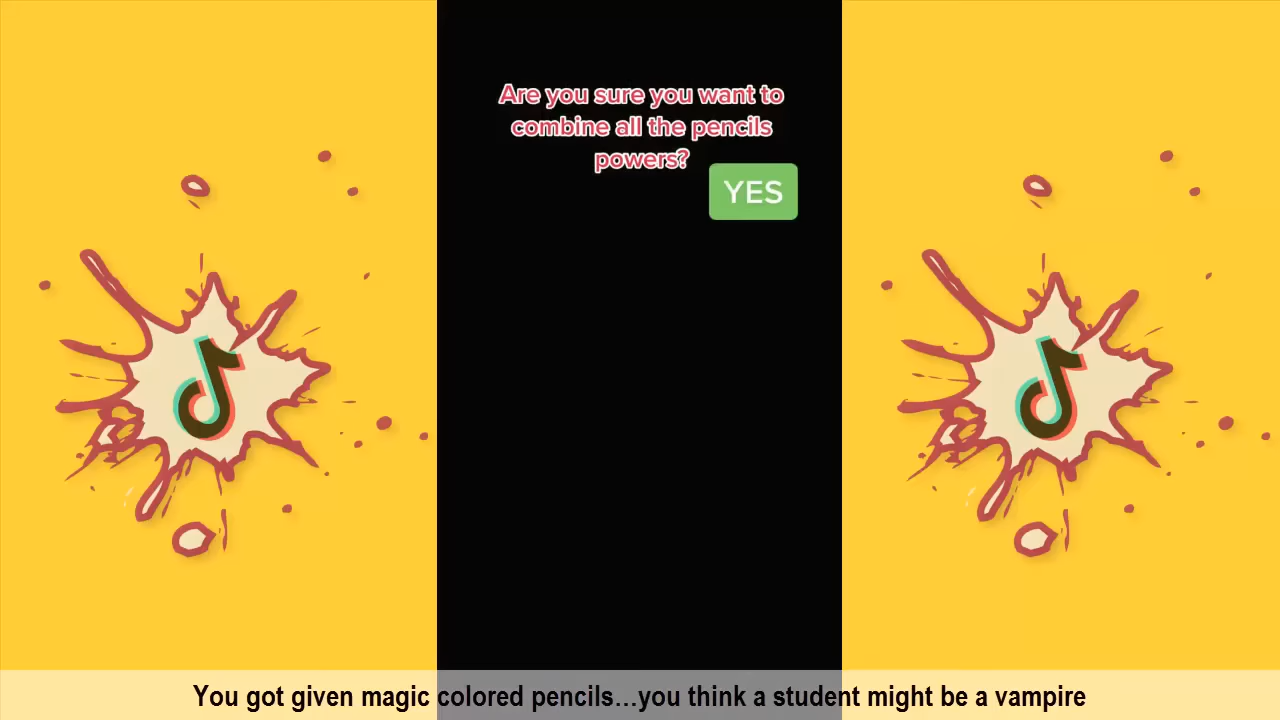 Are you sure you want to
combine all the pencils
powers?
YES
You got given magic colored pencils...you think a student might be a vampire